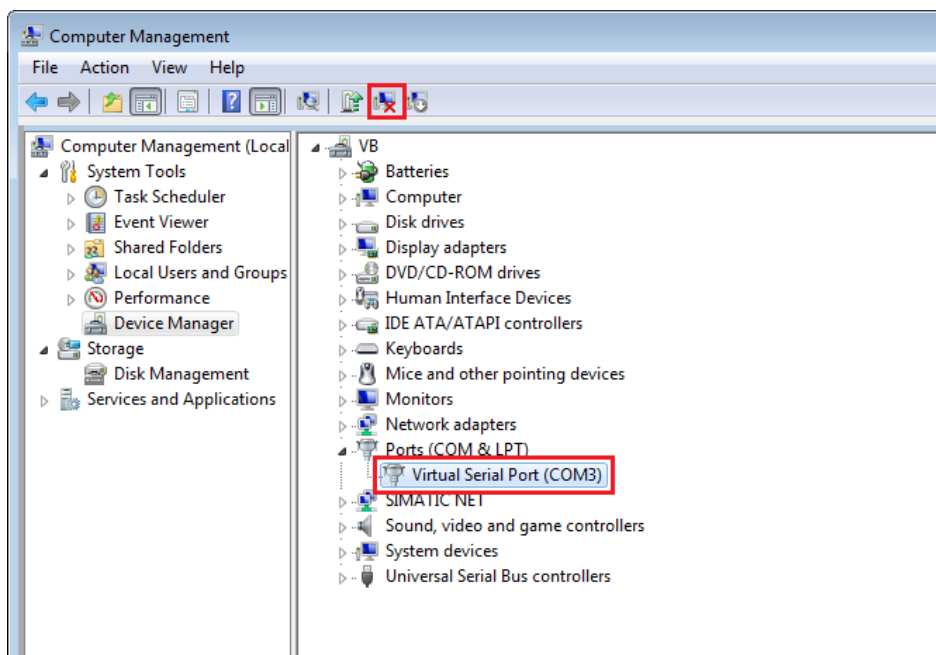 Computer Management
File Action View Help
Computer Management (Local
System Tools
Task Scheduler
Event Viewer
Shared Folders
Local Users and Groups
Performance
Device Manager
Storage
Disk Management
Services and Applications
VB
Batteries
Computer
Disk drives
Display adapters
DVD/CD-ROM drives
Human Interface Devices
IDE ATA/ATAPI controllers
Keyboards
Mice and other pointing devices
Monitors
Network adapters
Ports (COM & LPT)
Virtual Serial Port (COM3)
SIMATIC NET
Sound, video and game controllers
System devices
Universal Serial Bus controllers